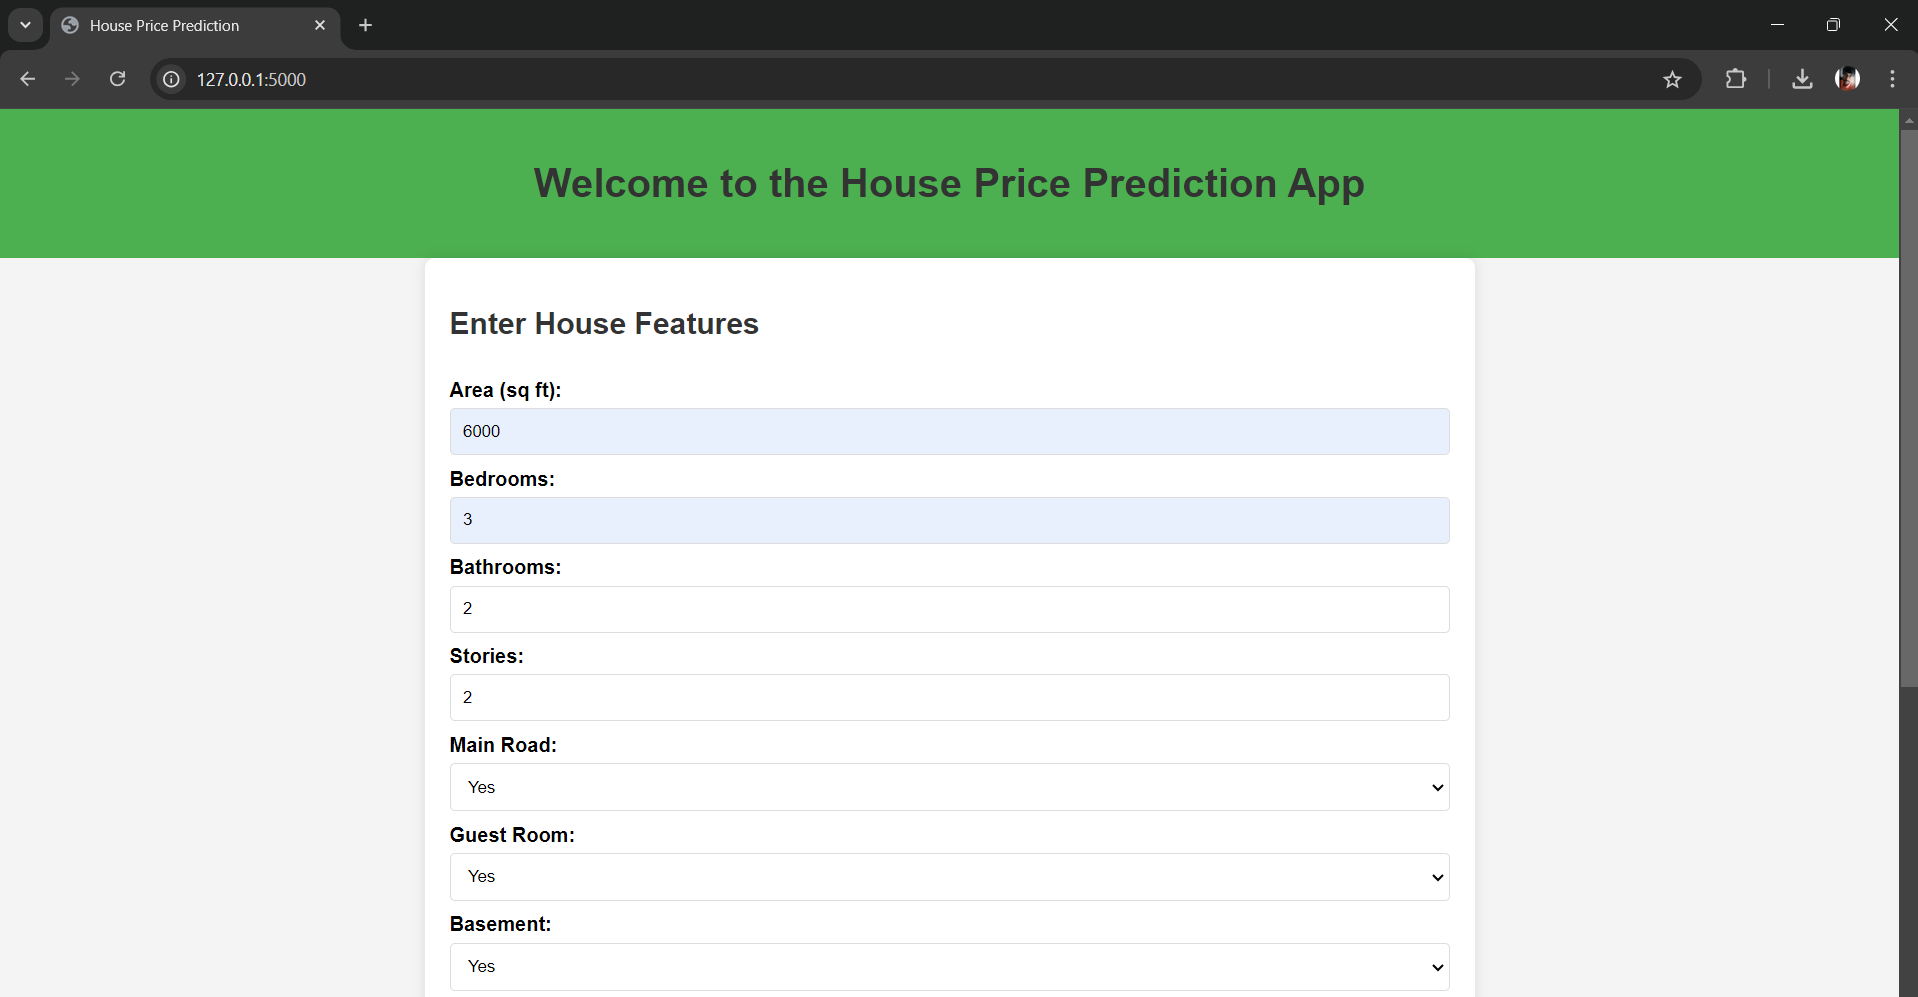 House Price Prediction
127.0.0.1:5000
Welcome to the House Price Prediction App
Enter House Features
Area (sq ft):
6000
Bedrooms:
3
Bathrooms:
2
Stories:
2
Main Road:
Yes
Guest Room:
Yes
Basement:
Yes